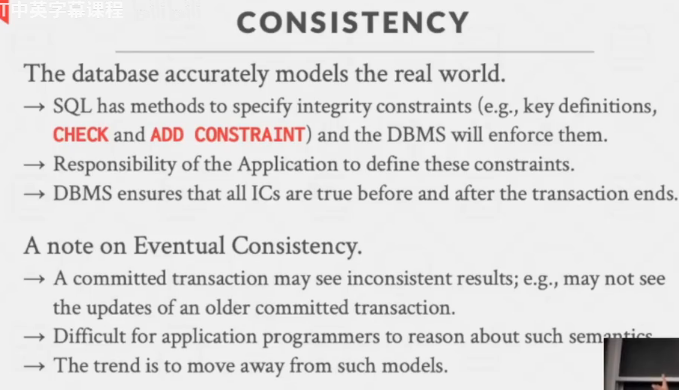 中英字幕课程
CONSISTENCY
The database accurately models the real world.
→ SQL has methods to specify integrity constraints (e.g., key definitions,
CHECK and ADD CONSTRAINT) and the DBMS will enforce them.
→ Responsibility of the Application to define these constraints.
→ DBMS ensures that all ICs are true before and after the transaction ends.
A note on Eventual Consistency.
→ A committed transaction may see inconsistent results; e.g., may not see
the updates of an older committed transaction.
→ Difficult for application programmers to reason about such semantics.
→ The trend is to move away from such models.